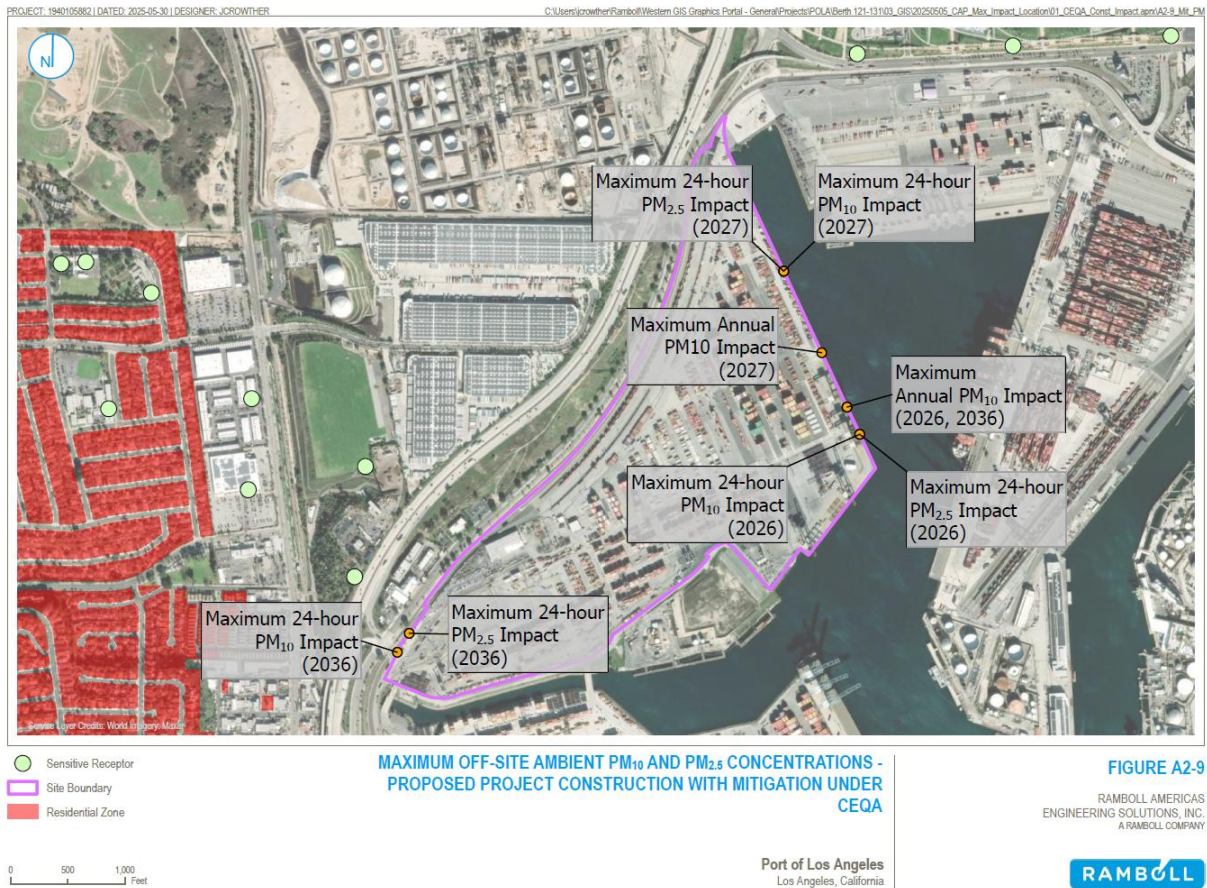 PROJECT: 1940105882 | DATED: 2025-05-30 | DESIGNER: JCROWTHER
C:\Users\jcrowther\Ramboll\Western GIS Graphics Portal - General\Projects\POLA\Berth 121-131\03_GIS\20250505_CAP_Max_Impact_Location\01_CEQA_Const_Impact.aprx\A2-9_Mit_PM
N
Maximum 24-hour
PM₂.₅ Impact
(2027)
Maximum 24-hour
PM₁₀ Impact
(2027)
Maximum Annual
PM10 Impact
(2027)
Maximum
Annual PM₁₀ Impact
(2026, 2036)
Maximum 24-hour
PM₁₀ Impact
(2026)
Maximum 24-hour
PM₂.₅ Impact
(2026)
Maximum 24-hour
PM₁₀ Impact
(2036)
Maximum 24-hour
PM₂.₅ Impact
(2036)
Service Layer Credits: World Imagery: Maxar
Sensitive Receptor
Site Boundary
Residential Zone
0 500 1,000
Feet
MAXIMUM OFF-SITE AMBIENT PM₁₀ AND PM₂.₅ CONCENTRATIONS -
PROPOSED PROJECT CONSTRUCTION WITH MITIGATION UNDER
CEQA
Port of Los Angeles
Los Angeles, California
FIGURE A2-9
RAMBOLL AMERICAS
ENGINEERING SOLUTIONS, INC.
A RAMBOLL COMPANY
RAMBOLL